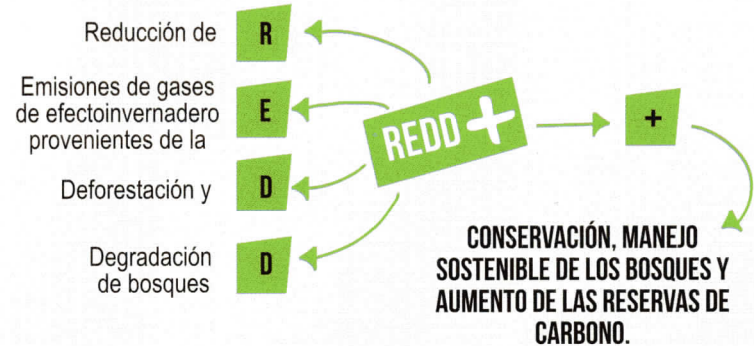 Reducción de
R
Emisiones de gases
de efectoinvernadero
provenientes de la
E
Deforestación y
D
Degradación
de bosques
D
REDD+
+
CONSERVACIÓN, MANEJO
SOSTENIBLE DE LOS BOSQUES Y
AUMENTO DE LAS RESERVAS DE
CARBONO.